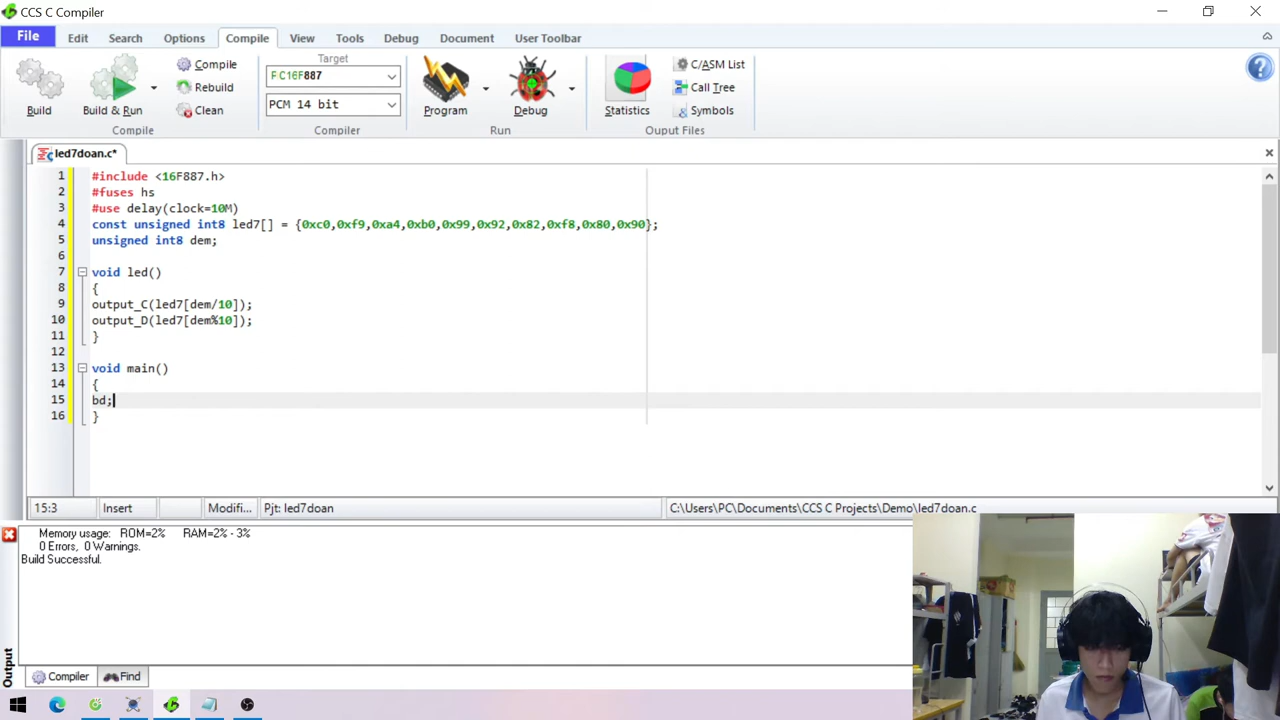 CCS C Compiler
File Edit Search Options Compile View Tools Debug Document User Toolbar
Build
Build & Run
Compile
Rebuild
Clean
Compile
Target
PCM 14 bit
Compiler
Program
Debug
Run
Statistics
C/ASM List
Call Tree
Symbols
Ouput Files
led7doan.c*
1 #include <16F887.h>
2 #fuses hs
3 #use delay(clock=10M)
4 const unsigned int8 led7[] = {0xc0,0xf9,0xa4,0xb0,0x99,0x92,0x82,0xf8,0x80,0x90};
5 unsigned int8 dem;
6
7 void led()
8 {
9 output_C(led7[dem/10]);
10 output_D(led7[dem%10]);
11 }
12
13 void main()
14 {
15 bd;
16 }
15:3 Insert Modifi... Pjt: led7doan C:\Users\PC\Documents\CCS C Projects\Demo\led7doan.c
Memory usage: ROM=2% RAM=2% - 3%
0 Errors, 0 Warnings.
Build Successful.
Output
Compiler Find